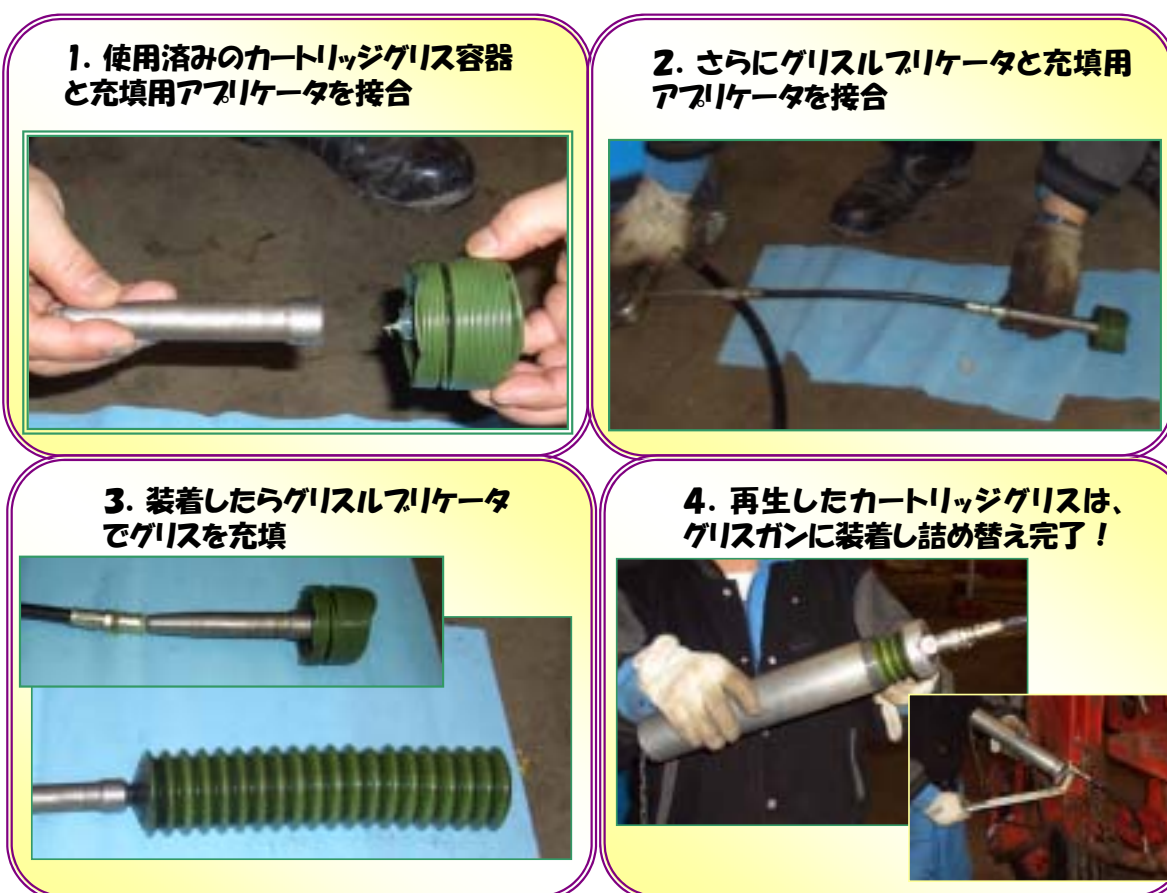 1. 使用済みのカートリッジグリス容器
と充填用アプリケータを接合
2. さらにグリスルブリケータと充填用
アプリケータを接合
3. 装着したらグリスルブリケータ
でグリスを充填
4. 再生したカートリッジグリスは、
グリスガンに装着し詰め替え完了！